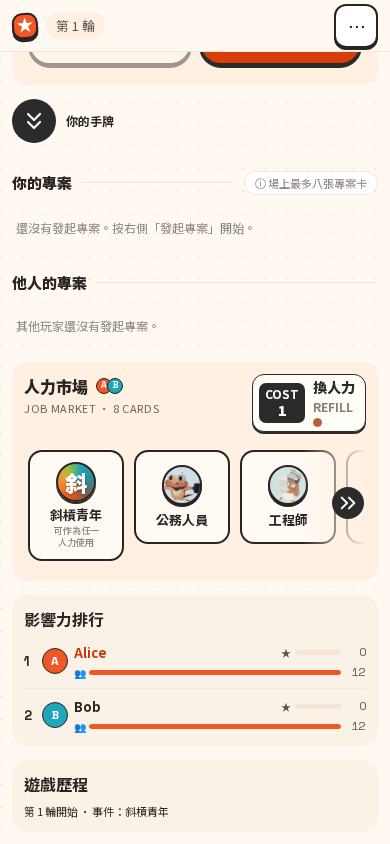 第 1 輪
你的手牌
你的專案
場上最多八張專案卡
還沒有發起專案。按右側「發起專案」開始。
他人的專案
其他玩家還沒有發起專案。
人力市場
A B
JOB MARKET · 8 CARDS
COST
1
換人力
REFILL
斜
斜槓青年
可作為任一
人力使用
公務人員
工程師
影響力排行
1 A Alice ★ 0
12
2 B Bob ★ 0
12
遊戲歷程
第 1 輪開始 · 事件：斜槓青年